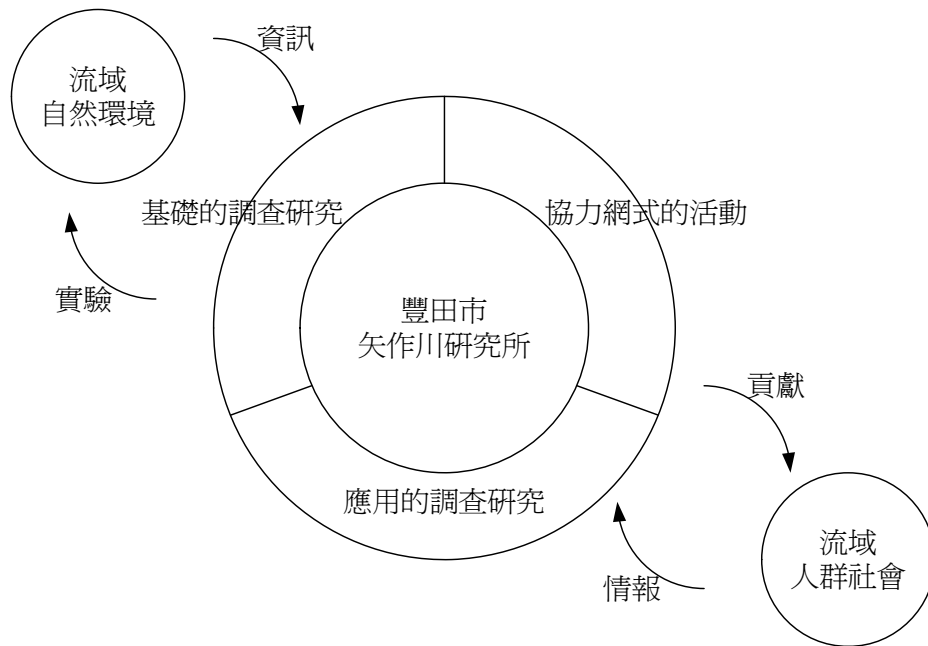 資訊
流域
自然環境
基礎的調查研究
協力網式的活動
實驗
豐田市
矢作川研究所
貢獻
應用的調查研究
流域
人群社會
情報